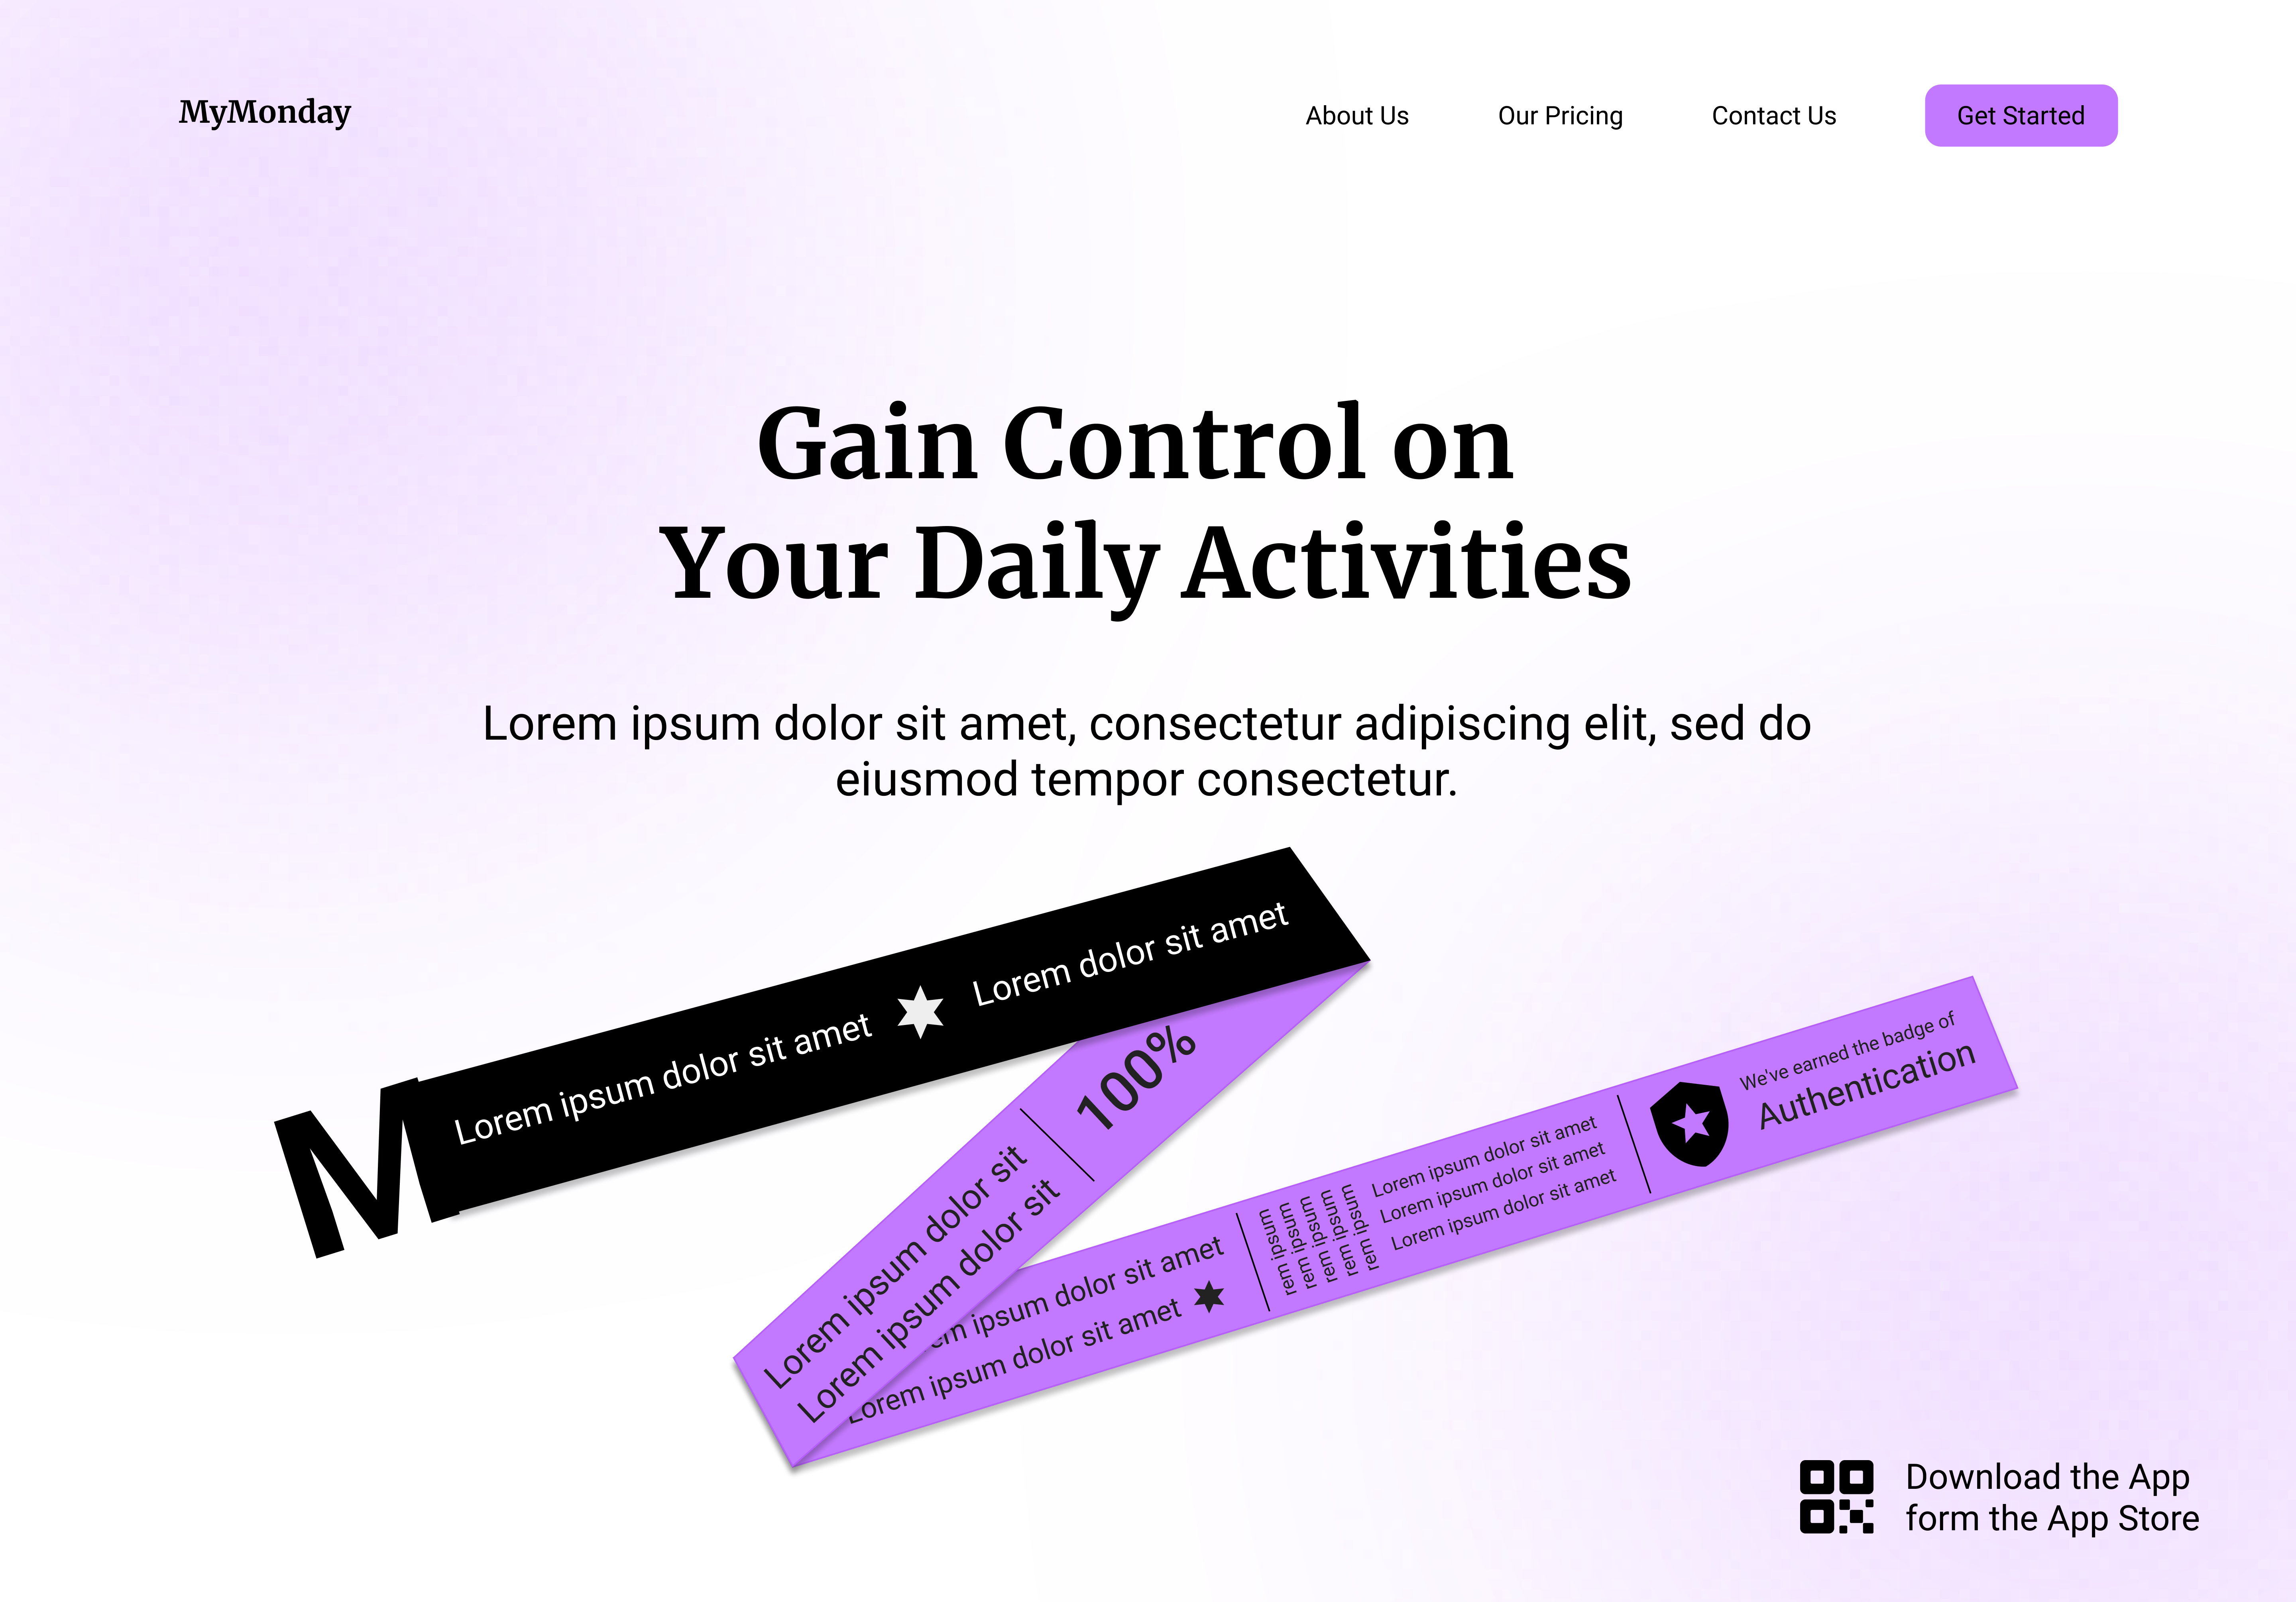 MyMonday
About Us
Our Pricing
Contact Us
Get Started
Gain Control on
Your Daily Activities
Lorem ipsum dolor sit amet, consectetur adipiscing elit, sed do
eiusmod tempor consectetur.
M
Lorem ipsum dolor sit amet
Lorem dolor sit amet
100%
Lorem ipsum dolor sit
Lorem ipsum dolor sit
ipsum dolor sit amet
Lorem ipsum dolor sit amet
rem ipsum
rem ipsum
rem ipsum
rem ipsum
rem ipsum
Lorem ipsum dolor sit amet
Lorem ipsum dolor sit amet
Lorem ipsum dolor sit amet
We've earned the badge of
Authentication
Download the App
form the App Store